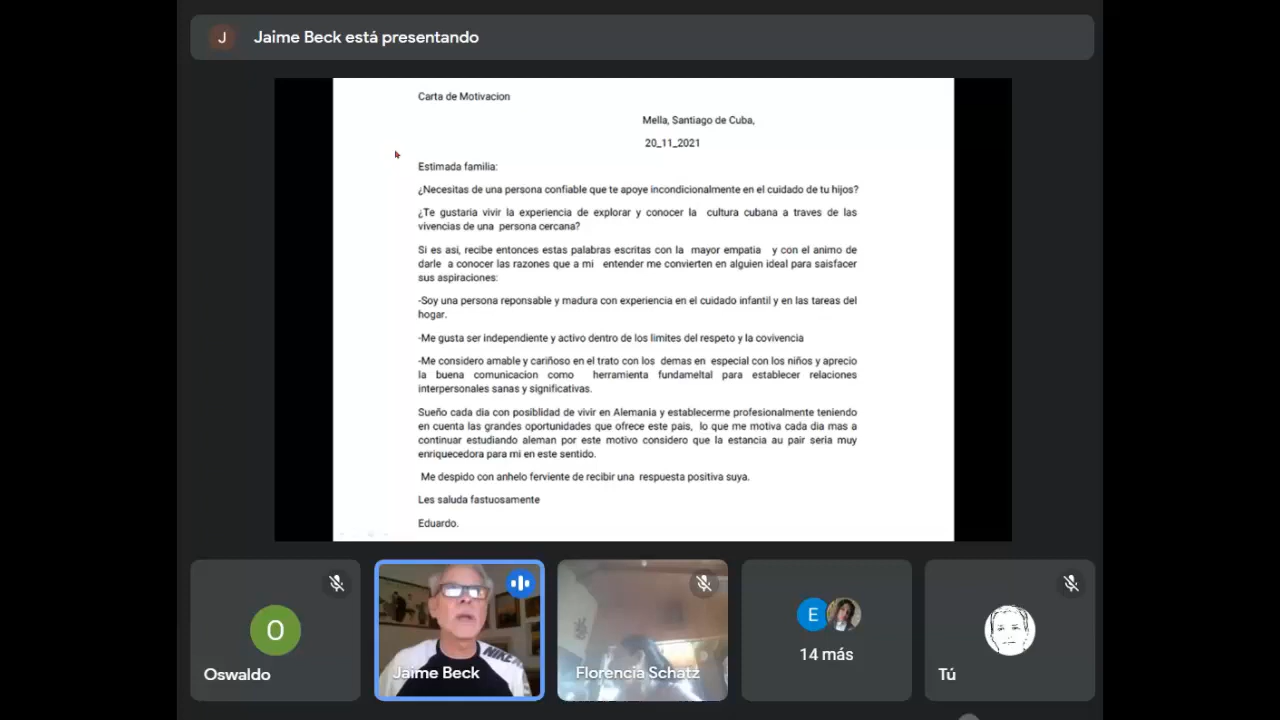 J Jaime Beck está presentando
Carta de Motivacion
Mella, Santiago de Cuba,
20_11_2021
Estimada familia:
¿Necesitas de una persona confiable que te apoye incondicionalmente en el cuidado de tu hijos?
¿Te gustaria vivir la experiencia de explorar y conocer la cultura cubana a traves de las
vivencias de una persona cercana?
Si es asi, recibe entonces estas palabras escritas con la mayor empatia y con el animo de
darle a conocer las razones que a mi entender me convierten en alguien ideal para saisfacer
sus aspiraciones:
-Soy una persona reponsable y madura con experiencia en el cuidado infantil y en las tareas del
hogar.
-Me gusta ser independiente y activo dentro de los limites del respeto y la covivencia
-Me considero amable y cariñoso en el trato con los demas en especial con los niños y aprecio
la buena comunicacion como herramienta fundameltal para establecer relaciones
interpersonales sanas y significativas.
Sueño cada dia con posiblidad de vivir en Alemania y establecerme profesionalmente teniendo
en cuenta las grandes oportunidades que ofrece este pais, lo que me motiva cada dia mas a
continuar estudiando aleman por este motivo considero que la estancia au pair seria muy
enriquecedora para mi en este sentido.
Me despido con anhelo ferviente de recibir una respuesta positiva suya.
Les saluda fastuosamente
Eduardo.
O
Oswaldo
NIKE
Jaime Beck
Florencia Schatz
E
14 más
Tú